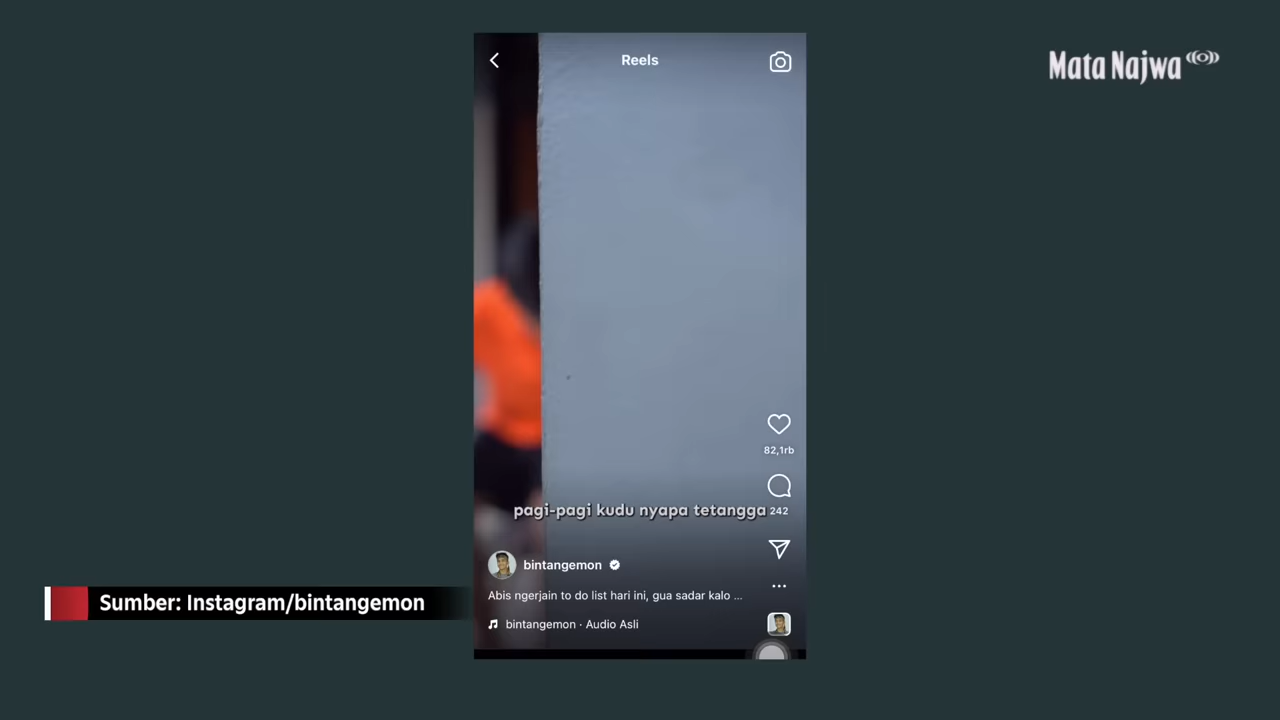 Reels
Mata Najwa
82,1rb
pagi-pagi kudu nyapa tetangga
242
bintangemon
Sumber: Instagram/bintangemon
Abis ngerjain to do list hari ini, gua sadar kalo ...
bintangemon · Audio Asli